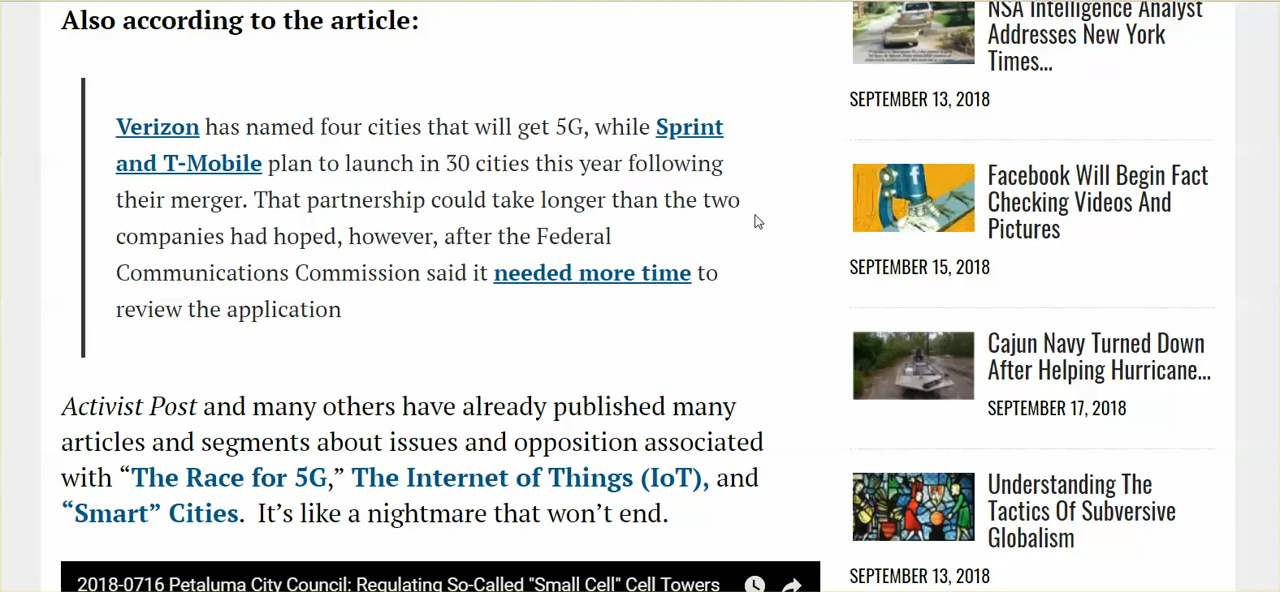 Also according to the article:
Verizon has named four cities that will get 5G, while Sprint
and T-Mobile plan to launch in 30 cities this year following
their merger. That partnership could take longer than the two
companies had hoped, however, after the Federal
Communications Commission said it needed more time to
review the application
Activist Post and many others have already published many
articles and segments about issues and opposition associated
with “The Race for 5G,” The Internet of Things (IoT), and
“Smart” Cities.  It’s like a nightmare that won’t end.
2018-0716 Petaluma City Council: Regulating So-Called "Small Cell" Cell Towers
NSA Intelligence Analyst
Addresses New York
Times...
SEPTEMBER 13, 2018
Facebook Will Begin Fact
Checking Videos And
Pictures
SEPTEMBER 15, 2018
Cajun Navy Turned Down
After Helping Hurricane...
SEPTEMBER 17, 2018
Understanding The
Tactics Of Subversive
Globalism
SEPTEMBER 13, 2018